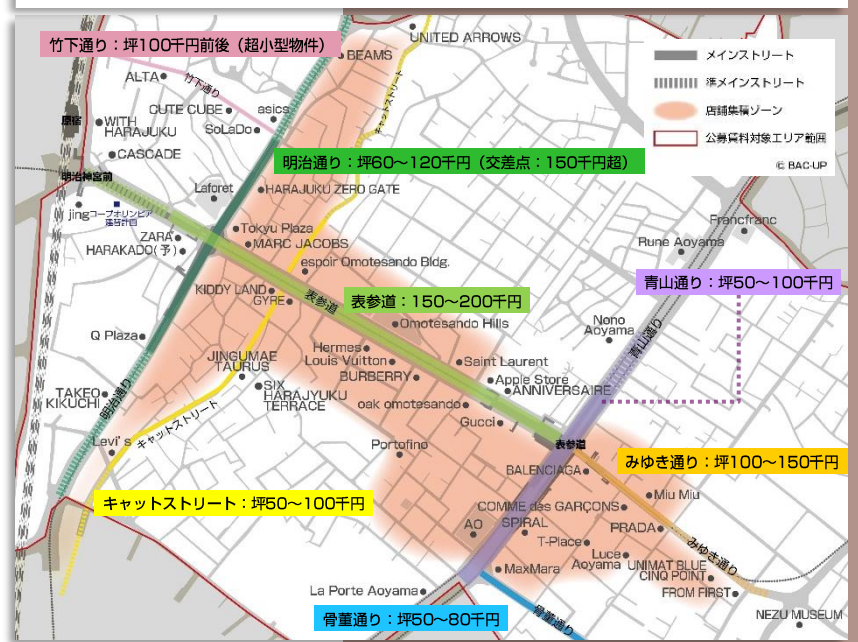 竹下通り：坪100千円前後（超小型物件）
UNITED ARROWS
BEAMS
メインストリート
準メインストリート
店舗集積ゾーン
公募賃料対象エリア範囲
© BAC-UP
ALTA
竹下通り
キャットストリート
CUTE CUBE
asics
原宿
WITH
HARAJUKU
SoLaDo
CASCADE
明治通り：坪60〜120千円（交差点：150千円超）
明治神宮前
Laforet
HARAJUKU ZERO GATE
jing
コープオリンピア
ZARA
HARAKADO(予)
Tokyu Plaza
MARC JACOBS
Francfranc
Rune Aoyama
espoir Omotesando Bldg.
青山通り：坪50〜100千円
KIDDY LAND
GYRE
表参道
表参道：150〜200千円
Omotesando Hills
Nono
Aoyama
青山通り
Q Plaza
Hermes
Louis Vuitton
BURBERRY
Saint Laurent
JINGUMAE
TAURUS
Apple Store
ANNIVERSAIRE
SIX
HARAJYUKU
TERRACE
TAKEO
KIKUCHI
明治通り
oak omotesando
Gucci
キャットストリート
Levi's
Portofino
表参道
みゆき通り：坪100〜150千円
BALENCIAGA
キャットストリート：坪50〜100千円
Miu Miu
COMME des GARÇONS
AO
SPIRAL
PRADA
T-Place
みゆき通り
Luce
Aoyama
UNIMAT BLUE
CINQ POINT
MaxMara
FROM FIRST
La Porte Aoyama
骨董通り：坪50〜80千円
骨董通り
NEZU MUSEUM